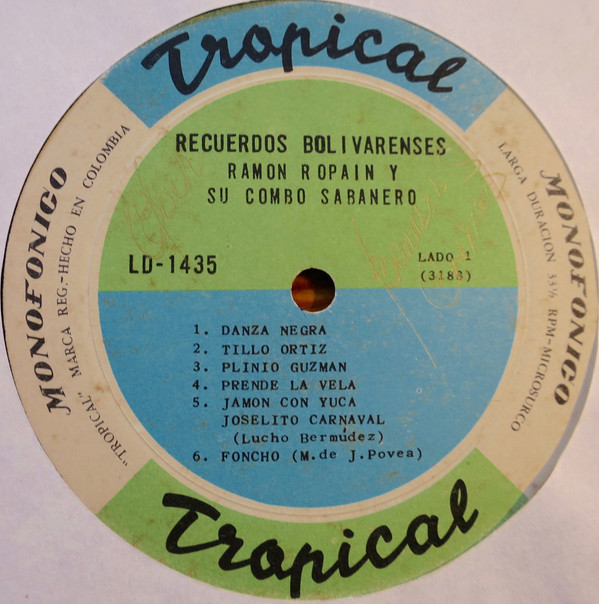 Tropical
RECUERDOS BOLIVARENSES
RAMON ROPAIN Y
SU COMBO SABANERO
LD-1435
LADO 1
(3183)
1. DANZA NEGRA
2. TILLO ORTIZ
3. PLINIO GUZMAN
4. PRENDE LA VELA
5. JAMON CON YUCA
JOSELITO CARNAVAL
(Lucho Bermúdez)
6. FONCHO (M.de J.Povea)
Tropical
MONOFONICO
"TROPICAL" MARCA REG.-HECHO EN COLOMBIA
MONOFONICO
LARGA DURACION 33⅓ RPM-MICROSURCO